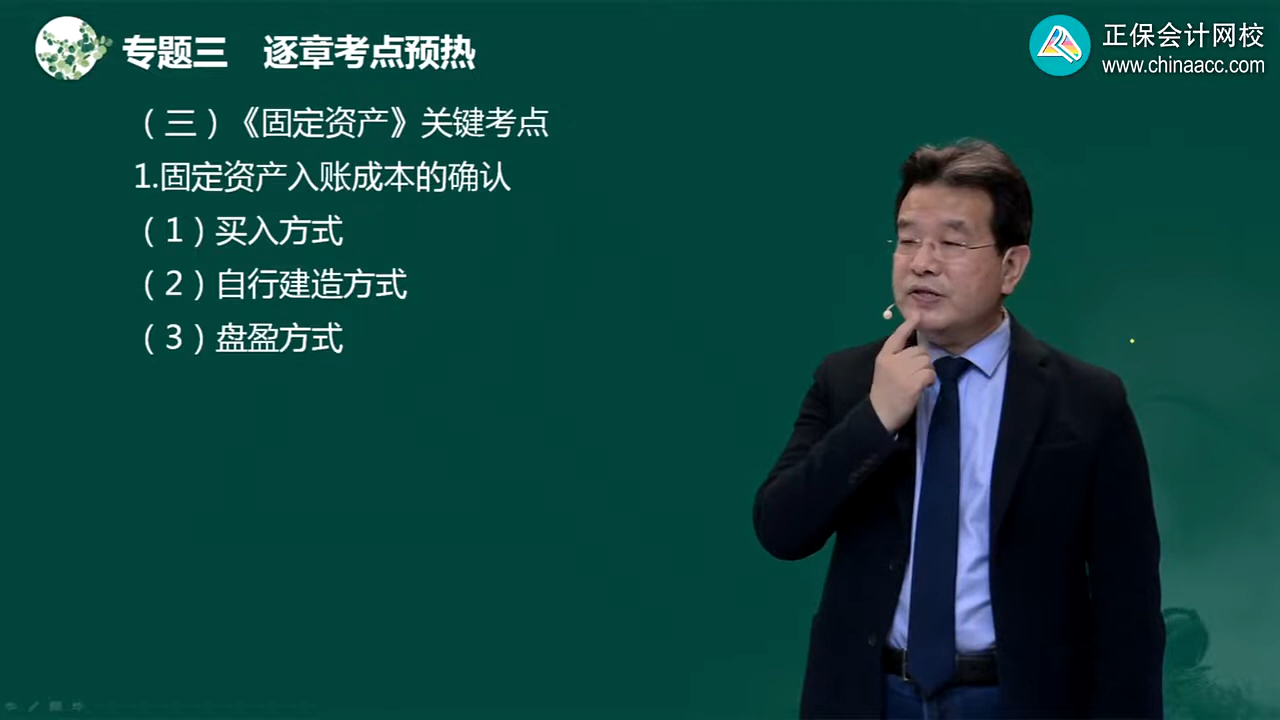 专题三 逐章考点预热
正保会计网校
www.chinaacc.com
（三）《固定资产》关键考点
1.固定资产入账成本的确认
（1）买入方式
（2）自行建造方式
（3）盘盈方式